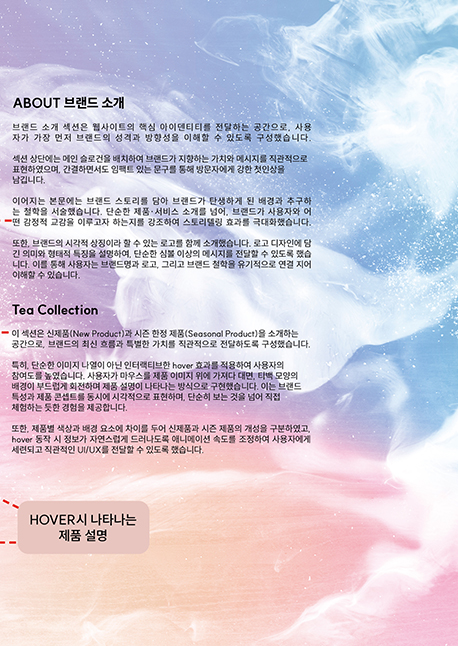 ABOUT 브랜드 소개
브랜드 소개 섹션은 웹사이트의 핵심 아이덴티티를 전달하는 공간으로, 사용
자가 가장 먼저 브랜드의 성격과 방향성을 이해할 수 있도록 구성했습니다.
섹션 상단에는 메인 슬로건을 배치하여 브랜드가 지향하는 가치와 메시지를 직관적으로
표현하였으며, 간결하면서도 임팩트 있는 문구를 통해 방문자에게 강한 첫인상을
남깁니다.
이어지는 본문에는 브랜드 스토리를 담아 브랜드가 탄생하게 된 배경과 추구하
는 철학을 서술했습니다. 단순한 제품·서비스 소개를 넘어, 브랜드가 사용자와 어
떤 감정적 교감을 이루고자 하는지를 강조하여 스토리텔링 효과를 극대화했습니다.
또한, 브랜드의 시각적 상징이라 할 수 있는 로고를 함께 소개했습니다. 로고 디자인에 담
긴 의미와 형태적 특징을 설명하여, 단순한 심볼 이상의 메시지를 전달할 수 있도록 했습
니다. 이를 통해 사용자는 브랜드명과 로고, 그리고 브랜드 철학을 유기적으로 연결 지어
이해할 수 있습니다.
Tea Collection
이 섹션은 신제품(New Product)과 시즌 한정 제품(Seasonal Product)을 소개하는
공간으로, 브랜드의 최신 흐름과 특별한 가치를 직관적으로 전달하도록 구성했습니다.
특히, 단순한 이미지 나열이 아닌 인터랙티브한 hover 효과를 적용하여 사용자의
참여도를 높였습니다. 사용자가 마우스를 제품 이미지 위에 가져다 대면, 티백 모양의
배경이 부드럽게 회전하며 제품 설명이 나타나는 방식으로 구현했습니다. 이는 브랜드
특성과 제품 콘셉트를 동시에 시각적으로 표현하며, 단순히 보는 것을 넘어 직접
체험하는 듯한 경험을 제공합니다.
또한, 제품별 색상과 배경 요소에 차이를 두어 신제품과 시즌 제품의 개성을 구분하였고,
hover 동작 시 정보가 자연스럽게 드러나도록 애니메이션 속도를 조정하여 사용자에게
세련되고 직관적인 UI/UX를 전달할 수 있도록 했습니다.
HOVER시 나타나는
제품 설명